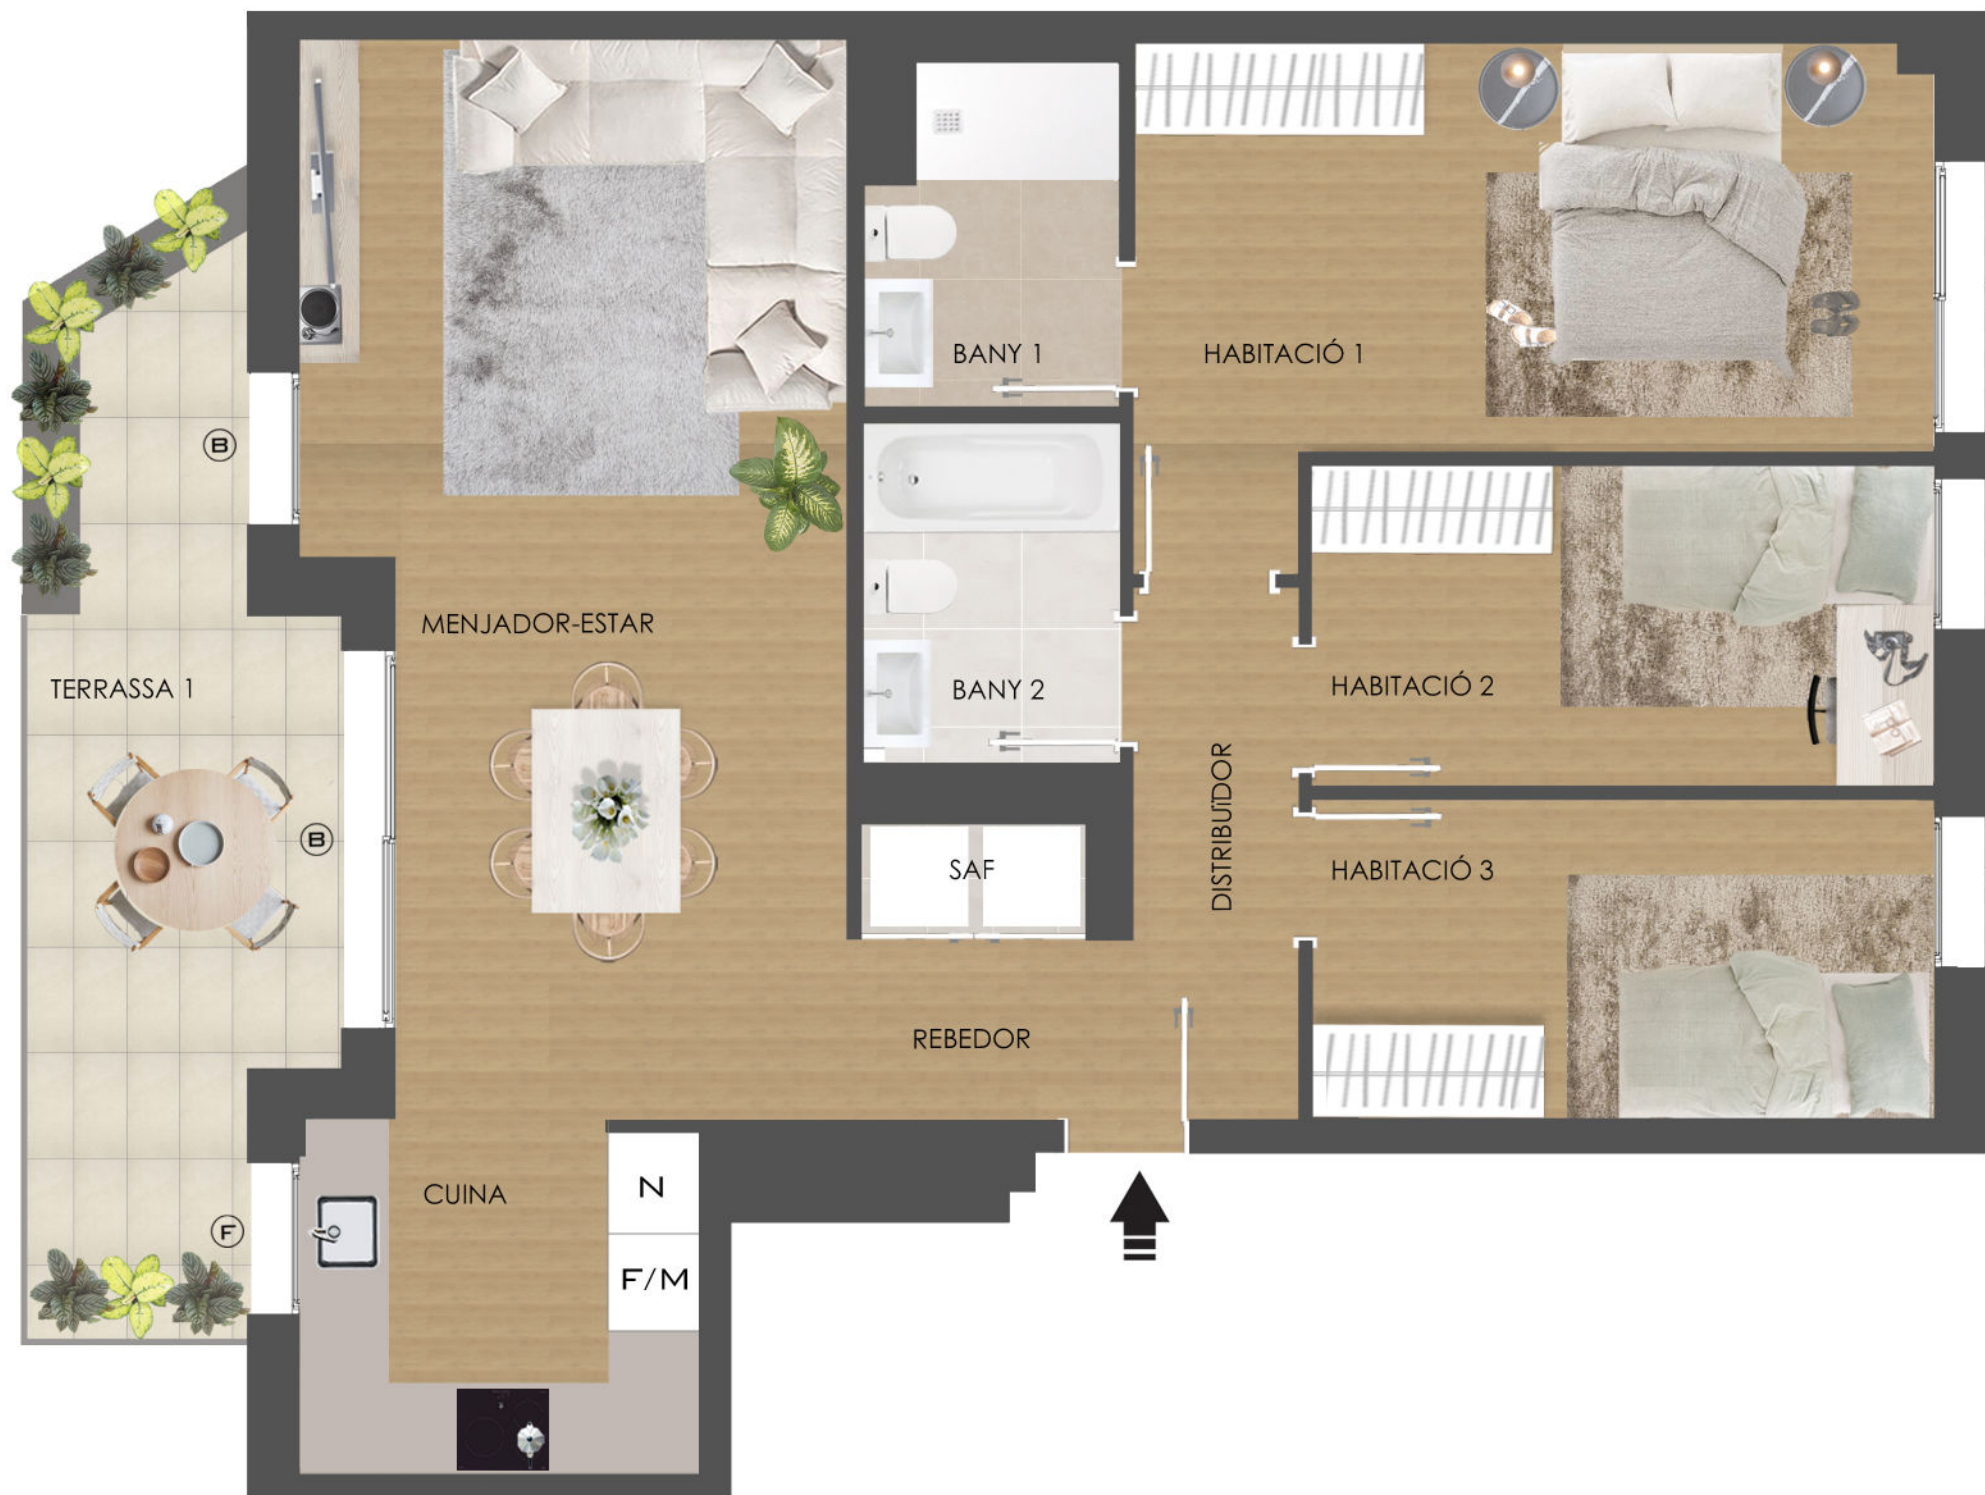 BANY 1
HABITACIÓ 1
B
MENJADOR-ESTAR
TERRASSA 1
BANY 2
HABITACIÓ 2
DISTRIBUÏDOR
B
SAF
HABITACIÓ 3
REBEDOR
CUINA
N
F
F/M